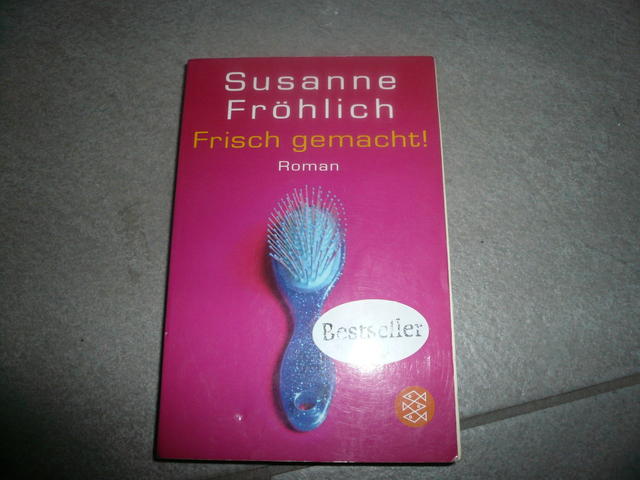 Susanne
Fröhlich
Frisch gemacht!
Roman
Bestseller